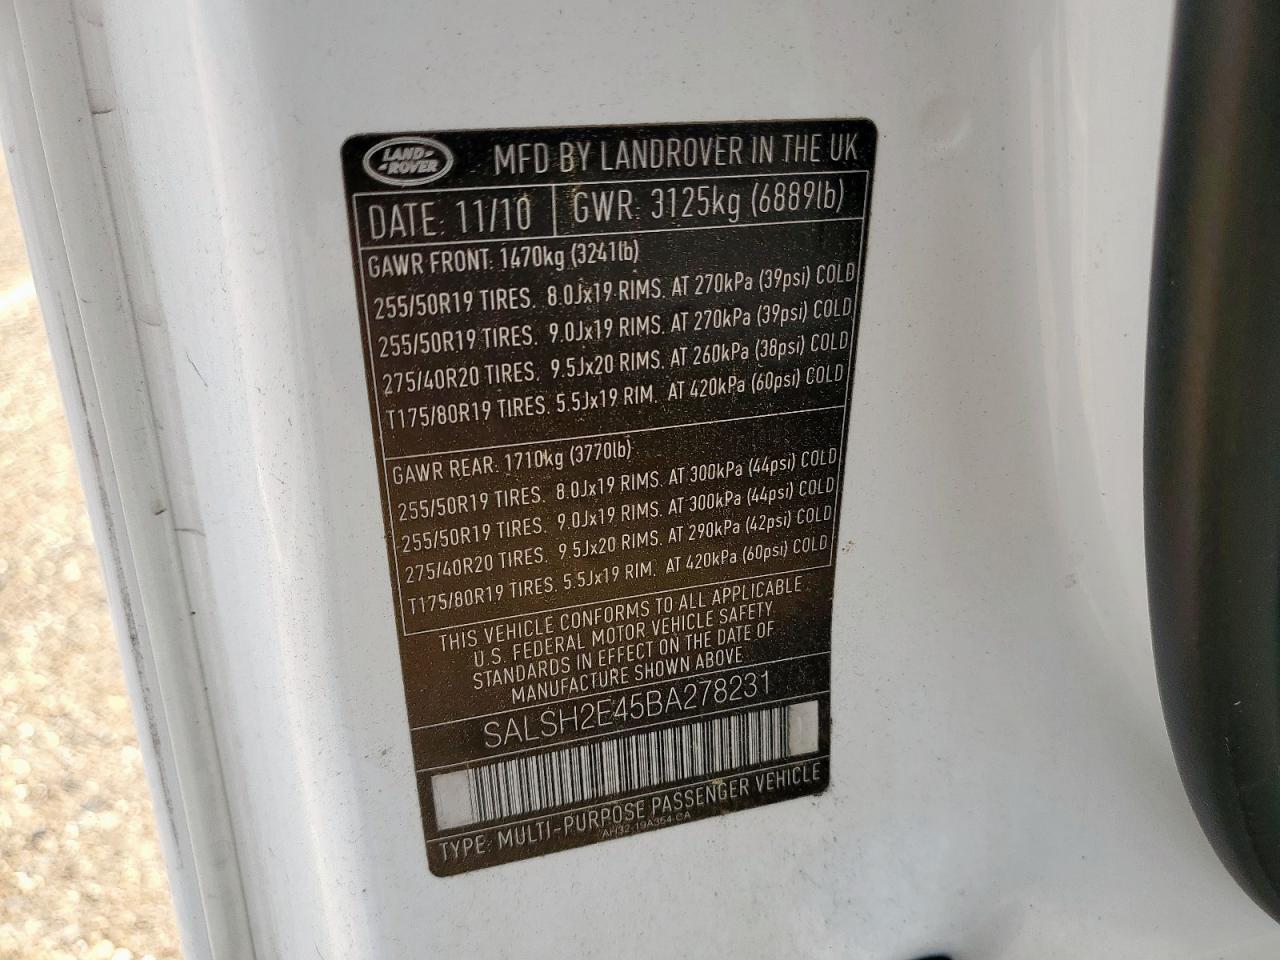 LAND-
-ROVER
MFD BY LANDROVER IN THE UK
DATE: 11/10 GWR: 3125kg (6889lb)
GAWR FRONT: 1470kg (3241lb)
255/50R19 TIRES. 8.0Jx19 RIMS. AT 270kPa (39psi) COLD
255/50R19 TIRES. 9.0Jx19 RIMS. AT 270kPa (39psi) COLD
275/40R20 TIRES. 9.5Jx20 RIMS. AT 260kPa (38psi) COLD
T175/80R19 TIRES. 5.5Jx19 RIM. AT 420kPa (60psi) COLD
GAWR REAR: 1710kg (3770lb)
255/50R19 TIRES. 8.0Jx19 RIMS. AT 300kPa (44psi) COLD
255/50R19 TIRES. 9.0Jx19 RIMS. AT 300kPa (44psi) COLD
275/40R20 TIRES. 9.5Jx20 RIMS. AT 290kPa (42psi) COLD
T175/80R19 TIRES. 5.5Jx19 RIM. AT 420kPa (60psi) COLD
THIS VEHICLE CONFORMS TO ALL APPLICABLE
U.S. FEDERAL MOTOR VEHICLE SAFETY
STANDARDS IN EFFECT ON THE DATE OF
MANUFACTURE SHOWN ABOVE
SALSH2E45BA278231
TYPE: MULTI-PURPOSE PASSENGER VEHICLE
AH32-19A354-CA